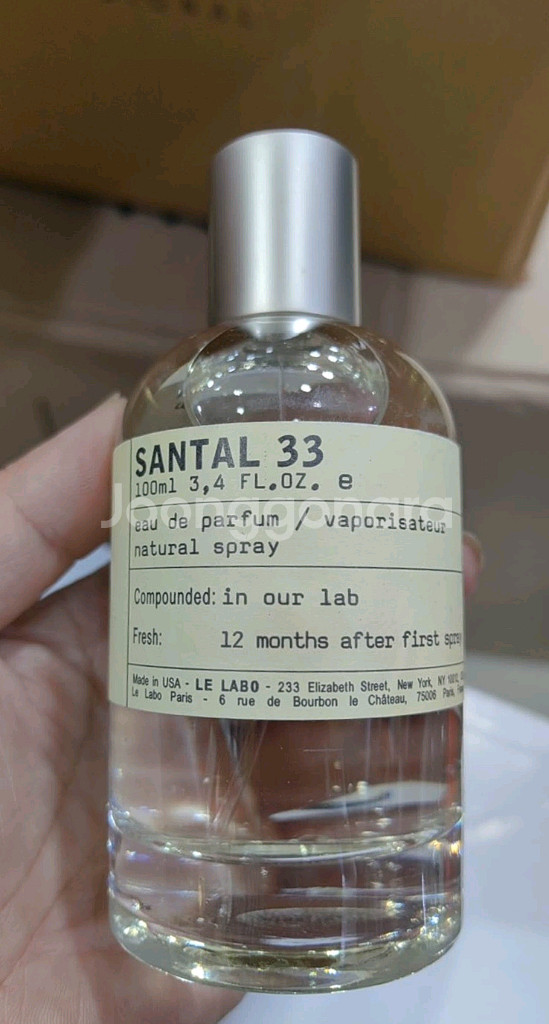 SANTAL 33
100ml 3,4 FL.OZ. e
Joonggonara
eau de parfum / vaporisateur
natural spray
Compounded: in our lab
Fresh: 12 months after first spray
Made in USA - LE LABO - 233 Elizabeth Street, New York, NY 10012,
Le Labo Paris - 6 rue de Bourbon le Château, 75006 Paris,